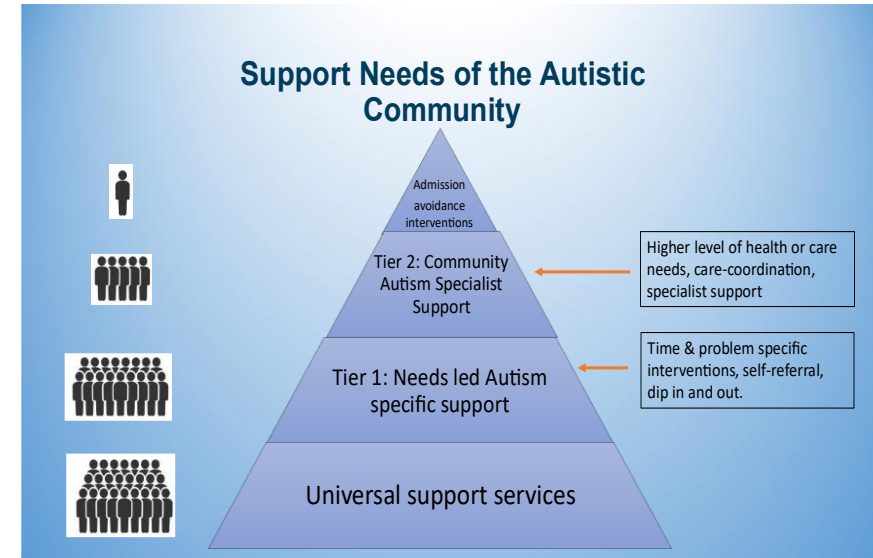 Support Needs of the Autistic
Community
Admission
avoidance
interventions
Tier 2: Community
Autism Specialist
Support
Higher level of health or care
needs, care-coordination,
specialist support
Tier 1: Needs led Autism
specific support
Time & problem specific
interventions, self-referral,
dip in and out.
Universal support services